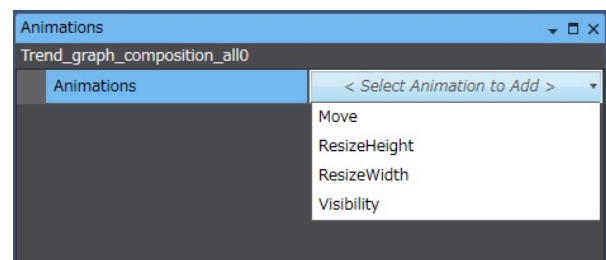 Animations
Trend_graph_composition_all0
Animations < Select Animation to Add >
Move
ResizeHeight
ResizeWidth
Visibility